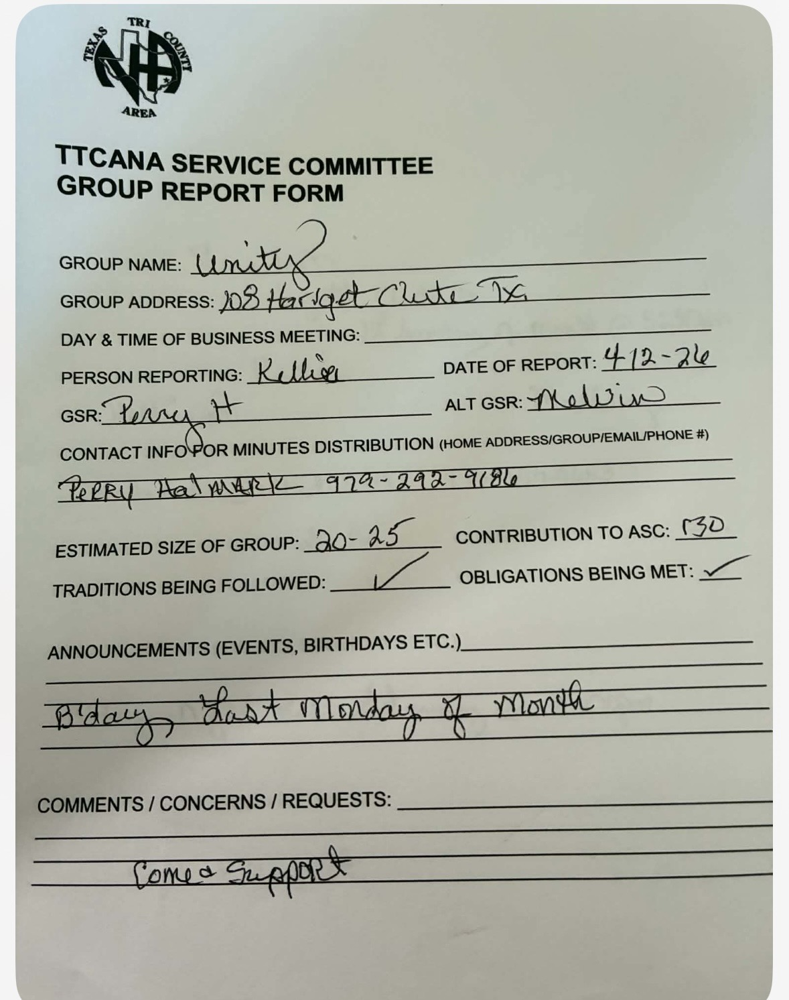 TEXAS TRI COUNTY
NA
AREA
TTCANA SERVICE COMMITTEE
GROUP REPORT FORM
GROUP NAME: Unity
GROUP ADDRESS: 108 Clute Tx.
DAY & TIME OF BUSINESS MEETING:
PERSON REPORTING: DATE OF REPORT: 4 12-26
GSR: Perry H ALT GSR: Melvin
CONTACT INFO FOR MINUTES DISTRIBUTION (HOME ADDRESS/GROUP/EMAIL/PHONE #)
PERRY HalMARK 979-292-9186
ESTIMATED SIZE OF GROUP: 20-25 CONTRIBUTION TO ASC: 130
TRADITIONS BEING FOLLOWED: ✓ OBLIGATIONS BEING MET: ✓
ANNOUNCEMENTS (EVENTS, BIRTHDAYS ETC.)
B'day, Last Monday of Month
COMMENTS / CONCERNS / REQUESTS:
Come & Support